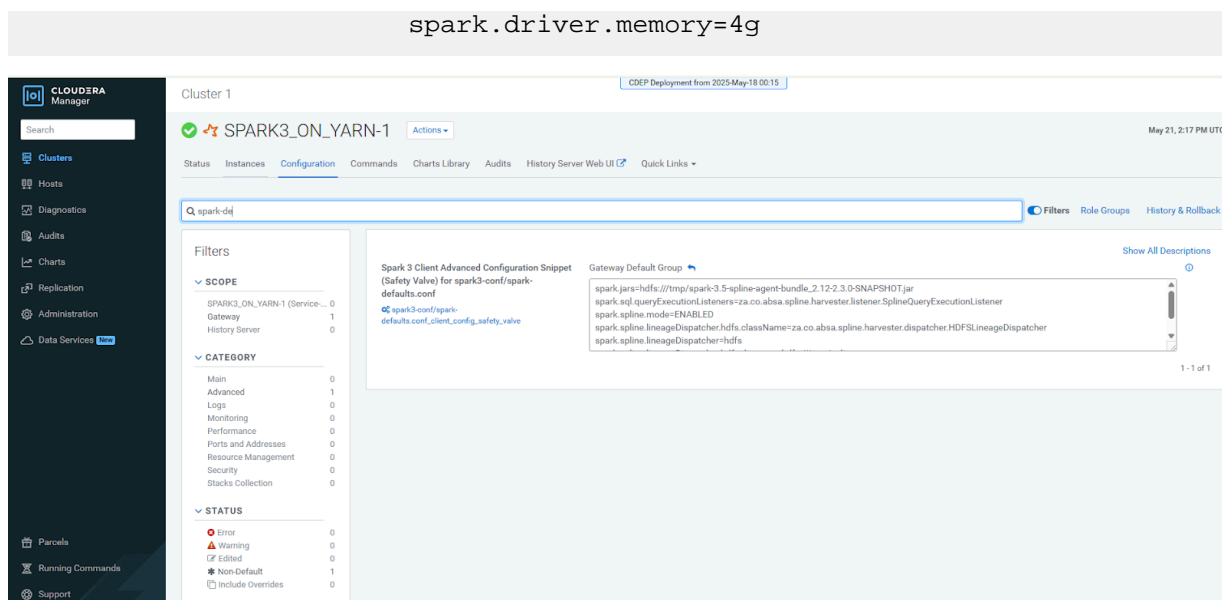 spark.driver.memory=4g
CLOUDERA
Manager
Search
Clusters
Hosts
Diagnostics
Audits
Charts
Replication
Administration
Data Services New
Parcels
Running Commands
Support
Cluster 1
CDEP Deployment from 2025-May-18 00:15
SPARK3_ON_YARN-1 Actions
May 21, 2:17 PM UTC
Status Instances Configuration Commands Charts Library Audits History Server Web UI Quick Links
spark-de
Filters Role Groups History & Rollback
Filters
SCOPE
SPARK3_ON_YARN-1 (Service-... 0
Gateway 1
History Server 0
CATEGORY
Main 0
Advanced 1
Logs 0
Monitoring 0
Performance 0
Ports and Addresses 0
Resource Management 0
Security 0
Stacks Collection 0
STATUS
Error 0
Warning 0
Edited 0
Non-Default 1
Include Overrides 0
Show All Descriptions
Spark 3 Client Advanced Configuration Snippet
(Safety Valve) for spark3-conf/spark-
defaults.conf
spark3-conf/spark-
defaults.conf_client_config_safety_valve
Gateway Default Group
spark.jars=hdfs:///tmp/spark-3.5-spline-agent-bundle_2.12-2.3.0-SNAPSHOT.jar
spark.sql.queryExecutionListeners=za.co.absa.spline.harvester.listener.SplineQueryExecutionListener
spark.spline.mode=ENABLED
spark.spline.lineageDispatcher.hdfs.className=za.co.absa.spline.harvester.dispatcher.HDFSLineageDispatcher
spark.spline.lineageDispatcher=hdfs
1 - 1 of 1